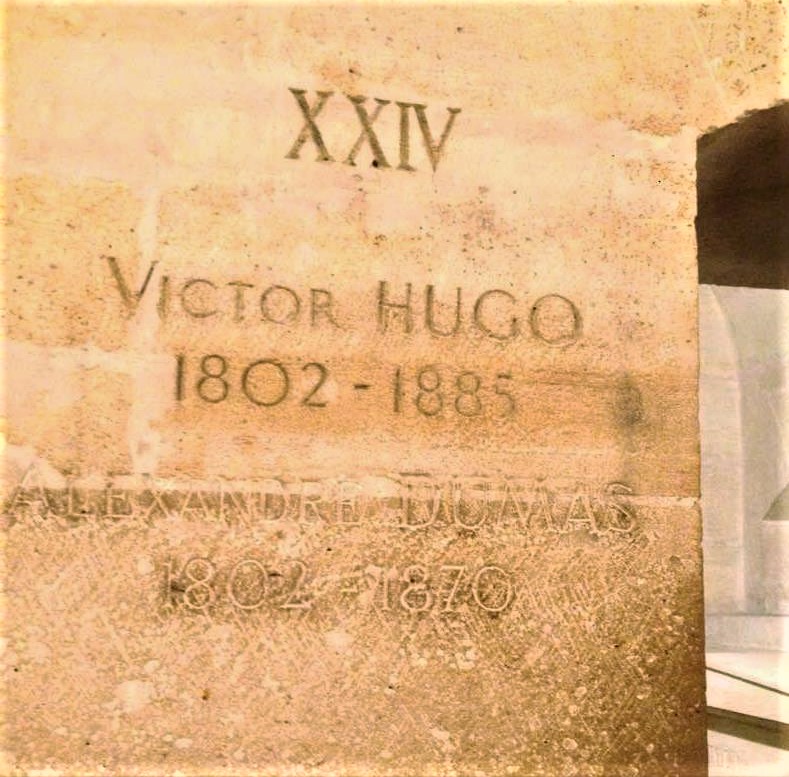 XXIV
VICTOR HUGO
1802-1885
ALEXANDRE DUMAS
1802-1870